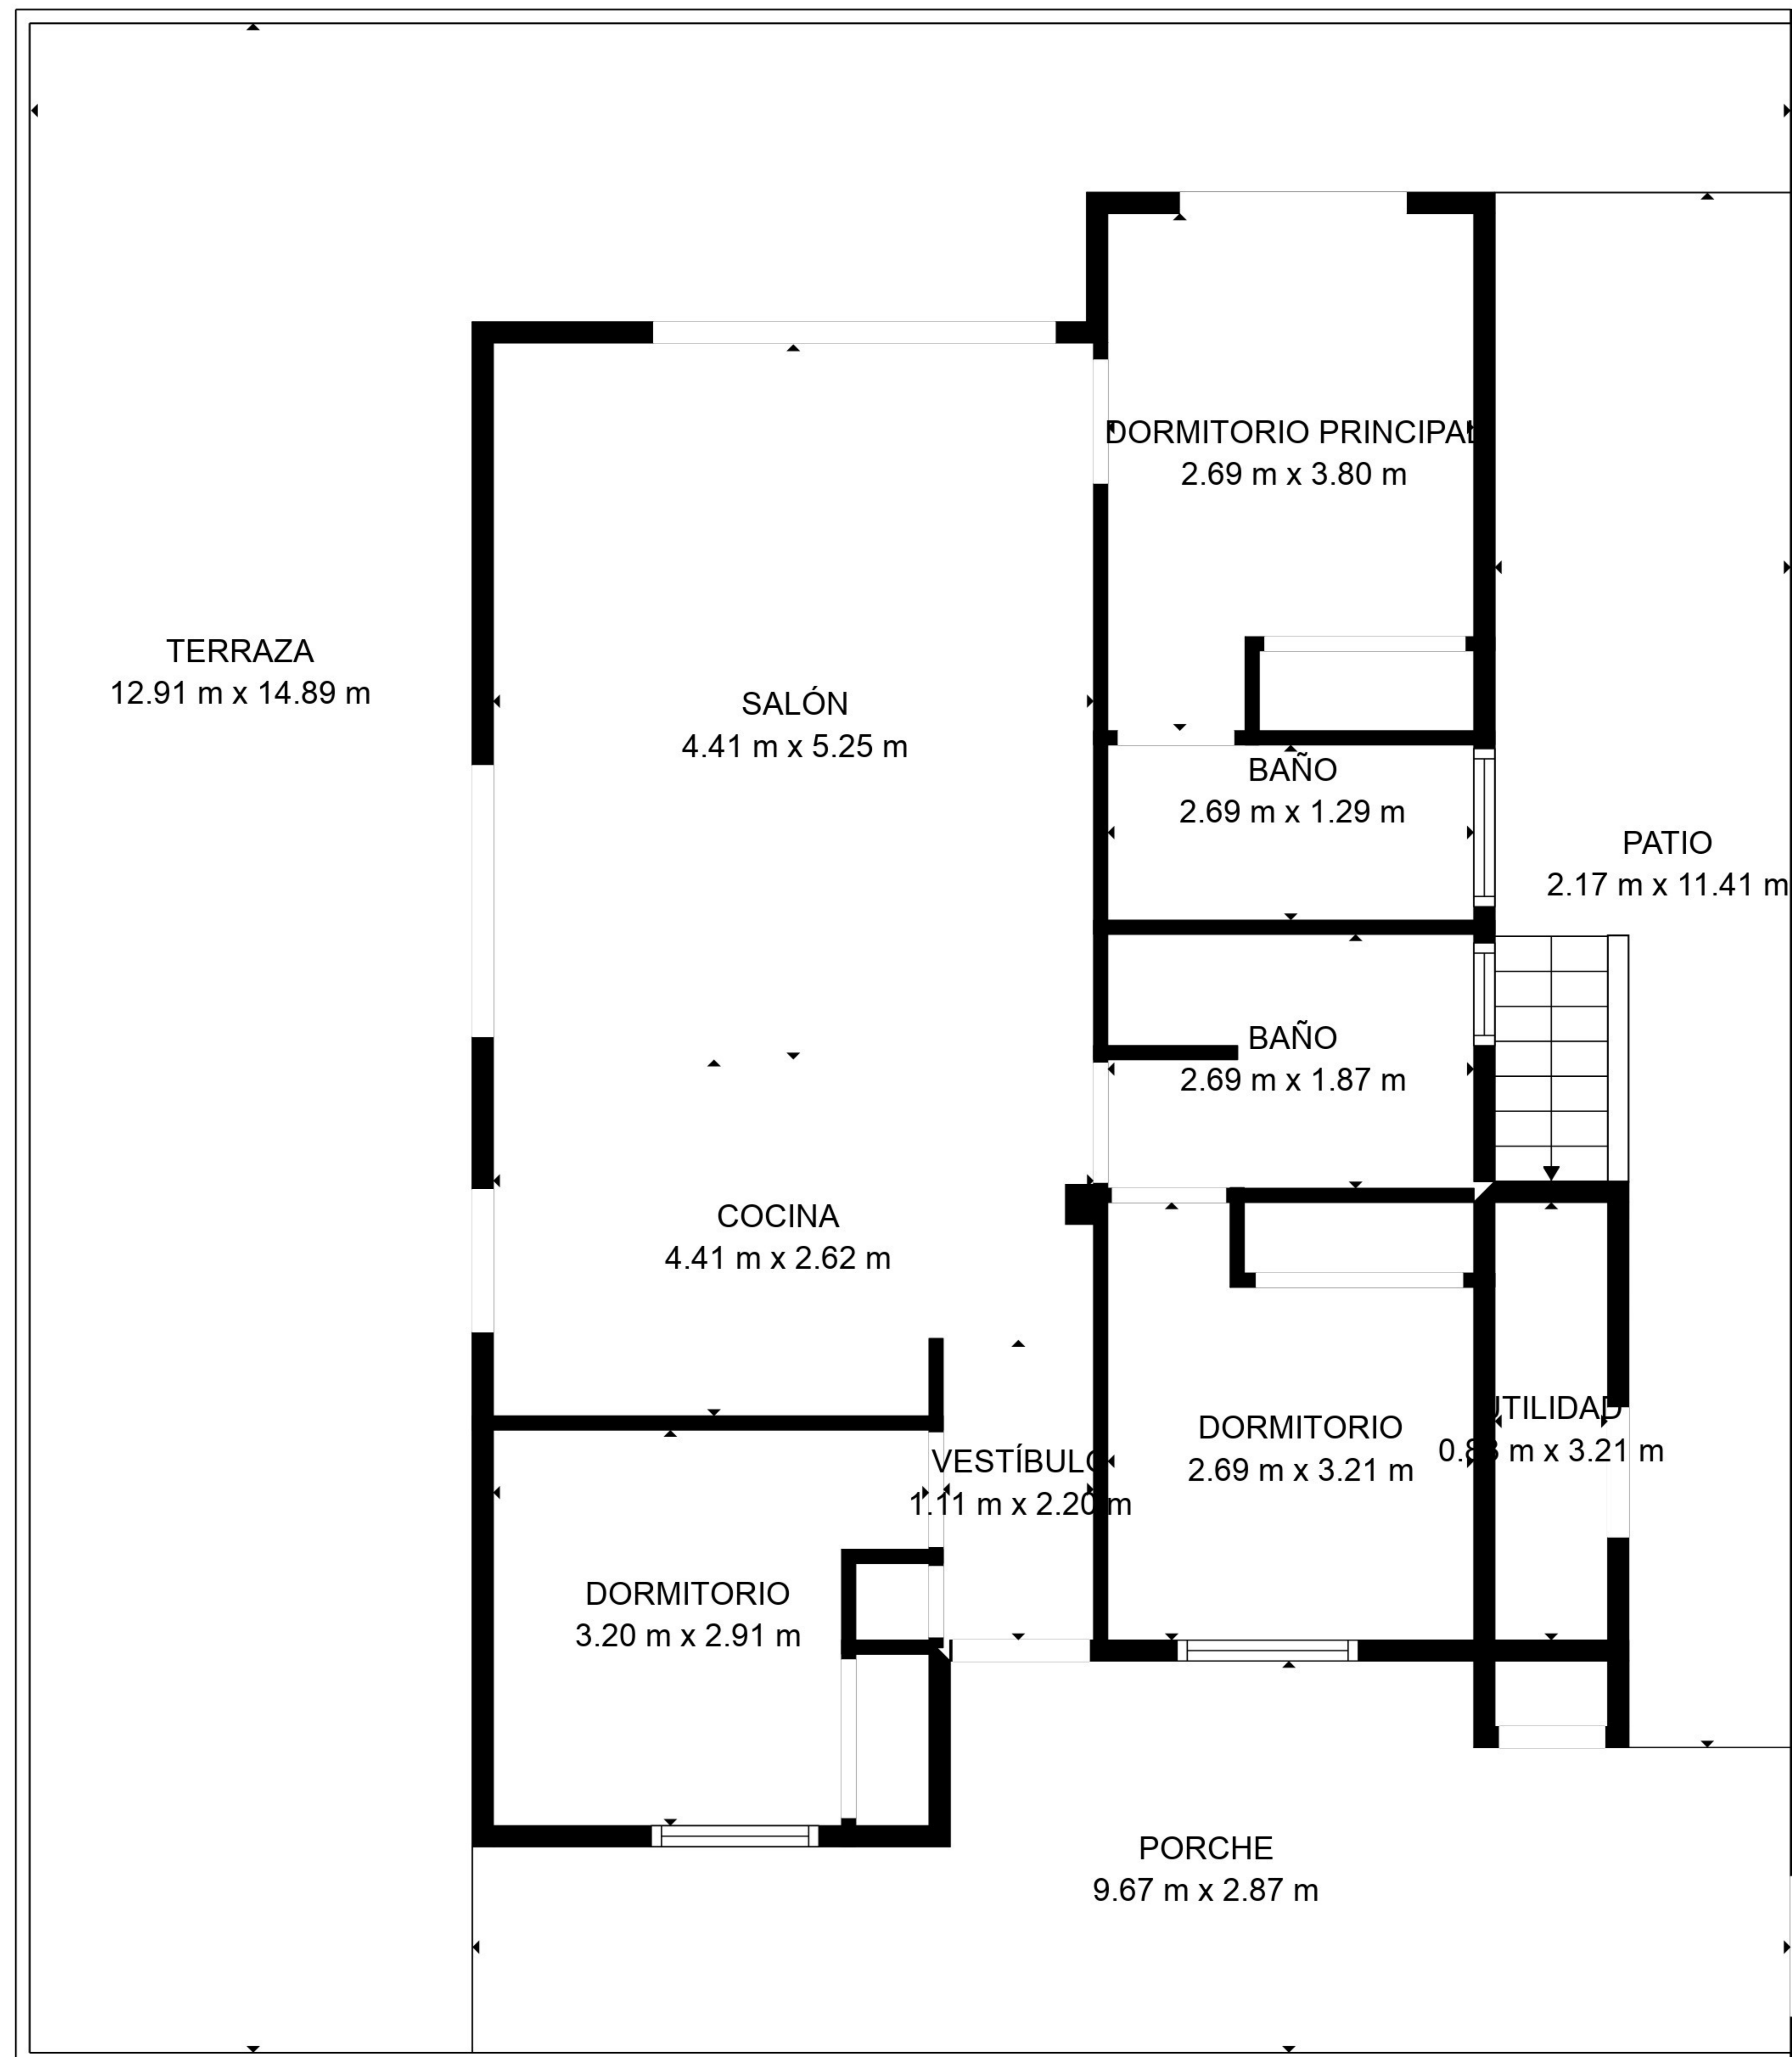 DORMITORIO PRINCIPAL
2.69 m x 3.80 m
TERRAZA
12.91 m x 14.89 m
SALÓN
4.41 m x 5.25 m
BAÑO
2.69 m x 1.29 m
PATIO
2.17 m x 11.41 m
BAÑO
2.69 m x 1.87 m
COCINA
4.41 m x 2.62 m
UTILIDAD
m x 3.21 m
DORMITORIO
2.69 m x 3.21 m
VESTÍBULO
1.11 m x 2.20 m
DORMITORIO
3.20 m x 2.91 m
PORCHE
9.67 m x 2.87 m